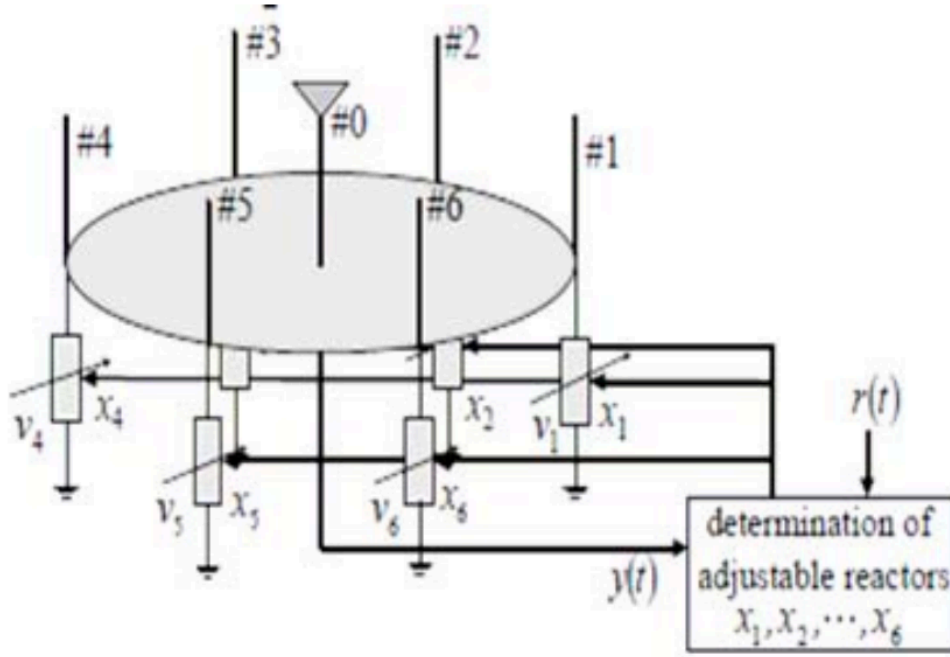 #3
#2
#0
#4
#1
#5
#6
v₄
x₄
x₂
v₁
x₁
r(t)
v₅
x₅
v₆
x₆
y(t)
determination of
adjustable reactors
x₁, x₂, ⋯, x₆